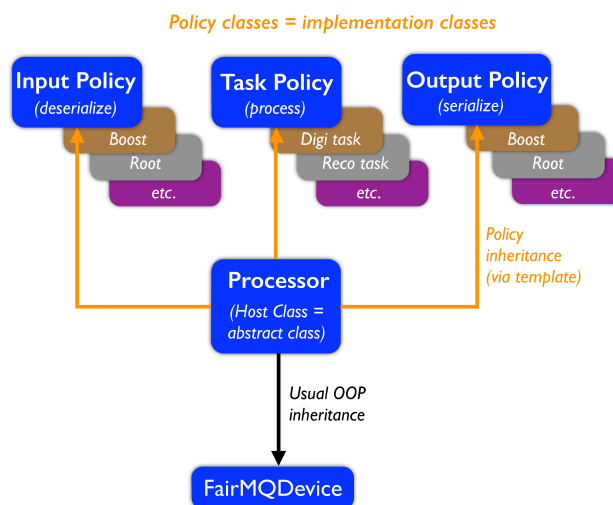 Policy classes = implementation classes
Input Policy
(deserialize)
Boost
Root
etc.
Task Policy
(process)
Digi task
Reco task
etc.
Output Policy
(serialize)
Boost
Root
etc.
Policy
inheritance
(via template)
Processor
(Host Class =
abstract class)
Usual OOP
inheritance
FairMQDevice